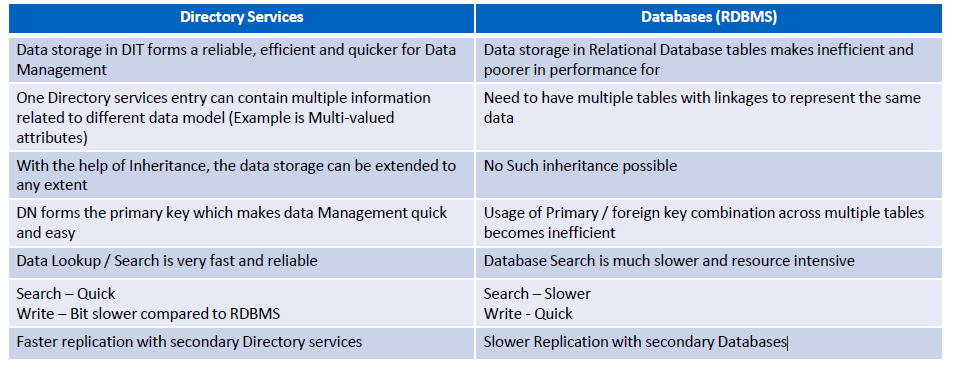 Directory Services
Databases (RDBMS)
Data storage in DIT forms a reliable, efficient and quicker for Data
Management
Data storage in Relational Database tables makes inefficient and
poorer in performance for
One Directory services entry can contain multiple information
related to different data model (Example is Multi-valued
attributes)
Need to have multiple tables with linkages to represent the same
data
With the help of Inheritance, the data storage can be extended to
any extent
No Such inheritance possible
DN forms the primary key which makes data Management quick
and easy
Usage of Primary / foreign key combination across multiple tables
becomes inefficient
Data Lookup / Search is very fast and reliable
Database Search is much slower and resource intensive
Search – Quick
Write – Bit slower compared to RDBMS
Search – Slower
Write - Quick
Faster replication with secondary Directory services
Slower Replication with secondary Databases